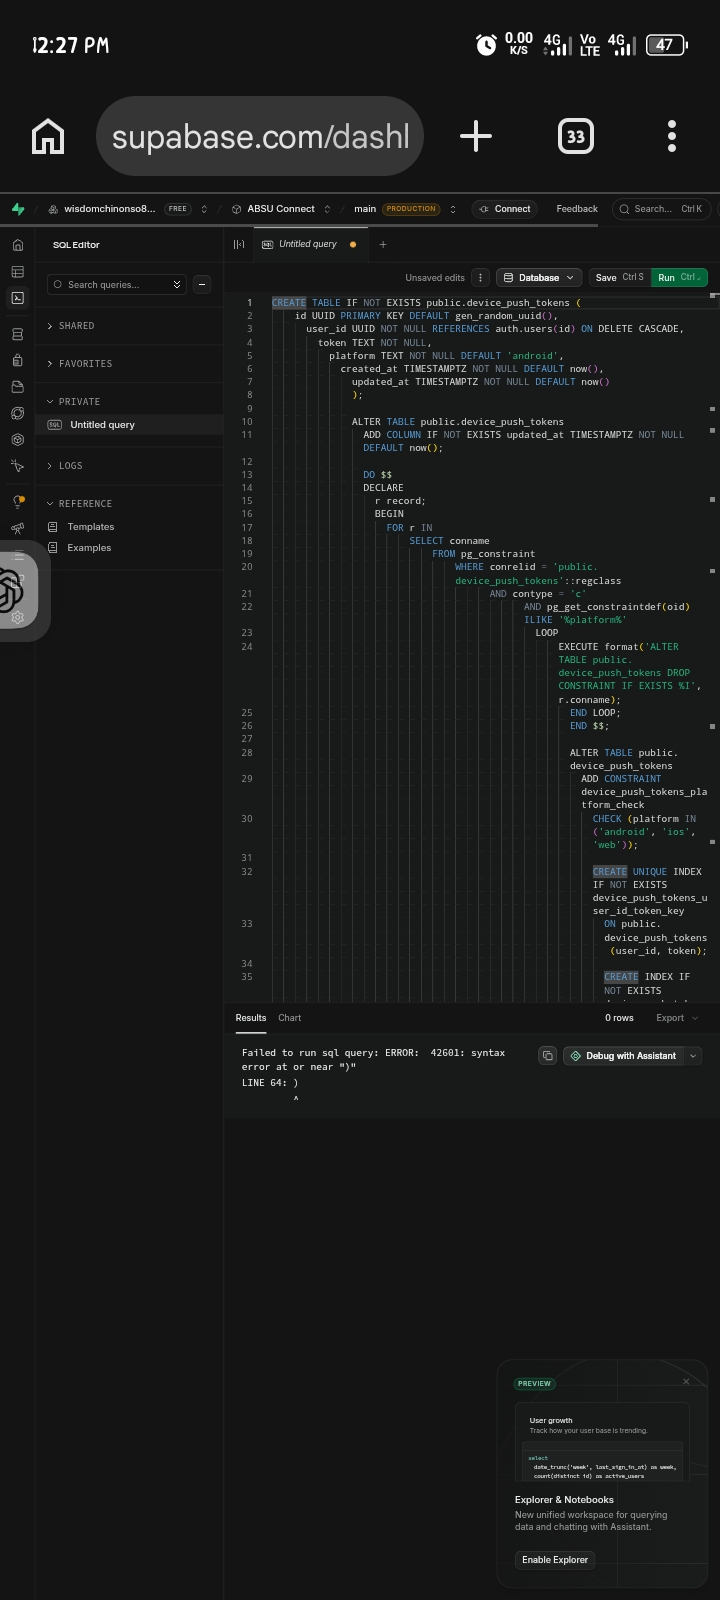 12:27 PM
0.00 K/S 4G Vo LTE 4G 47
supabase.com/dashl
33
wisdomchinonso8... FREE ABSU Connect main PRODUCTION Connect Feedback Search... Ctrl K
SQL Editor
Untitled query
Search queries...
Unsaved edits Database Save Ctrl S Run Ctrl
SHARED
FAVORITES
PRIVATE
SQL Untitled query
LOGS
REFERENCE
Templates
Examples
1 CREATE TABLE IF NOT EXISTS public.device_push_tokens (
2 id UUID PRIMARY KEY DEFAULT gen_random_uuid(),
3 user_id UUID NOT NULL REFERENCES auth.users(id) ON DELETE CASCADE,
4 token TEXT NOT NULL,
5 platform TEXT NOT NULL DEFAULT 'android',
6 created_at TIMESTAMPTZ NOT NULL DEFAULT now(),
7 updated_at TIMESTAMPTZ NOT NULL DEFAULT now()
8 );
9
10 ALTER TABLE public.device_push_tokens
11 ADD COLUMN IF NOT EXISTS updated_at TIMESTAMPTZ NOT NULL
DEFAULT now();
12
13 DO $$
14 DECLARE
15 r record;
16 BEGIN
17 FOR r IN
18 SELECT conname
19 FROM pg_constraint
20 WHERE conrelid = 'public.
device_push_tokens'::regclass
21 AND contype = 'c'
22 AND pg_get_constraintdef(oid)
ILIKE '%platform%'
23 LOOP
24 EXECUTE format('ALTER
TABLE public.
device_push_tokens DROP
CONSTRAINT IF EXISTS %I',
r.conname);
25 END LOOP;
26 END $$;
27
28 ALTER TABLE public.
device_push_tokens
29 ADD CONSTRAINT
device_push_tokens_pla
tform_check
30 CHECK (platform IN
('android', 'ios',
'web'));
31
32 CREATE UNIQUE INDEX
IF NOT EXISTS
device_push_tokens_u
ser_id_token_key
33 ON public.
device_push_tokens
(user_id, token);
34
35 CREATE INDEX IF
NOT EXISTS
Results Chart 0 rows Export
Failed to run sql query: ERROR: 42601: syntax
error at or near ")"
LINE 64: )
^
Debug with Assistant
PREVIEW
User growth
Track how your user base is trending.
select
date_trunc('week', last_sign_in_at) as week,
count(distinct id) as active_users
Explorer & Notebooks
New unified workspace for querying
data and chatting with Assistant.
Enable Explorer